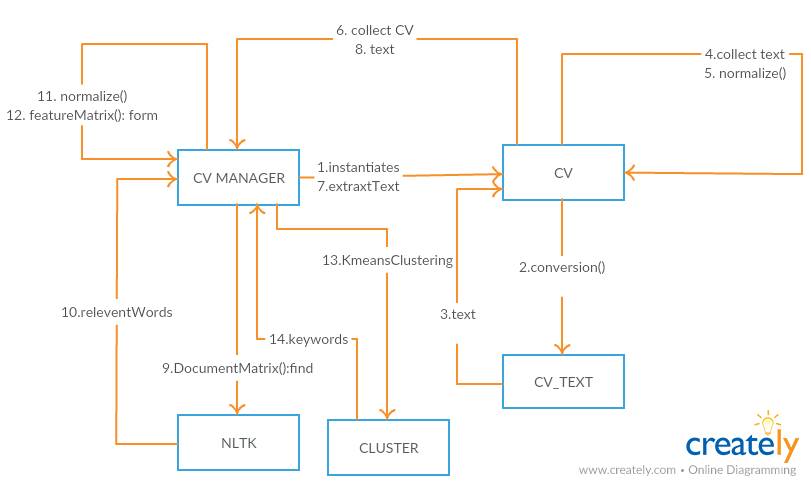 6. collect CV
8. text
4.collect text
5. normalize()
11. normalize()
12. featureMatrix(): form
CV MANAGER
1.instantiates
7.extraxtText
CV
13.KmeansClustering
2.conversion()
10.releventWords
3.text
14.keywords
9.DocumentMatrix():find
CV_TEXT
NLTK
CLUSTER
creately
www.creately.com • Online Diagramming